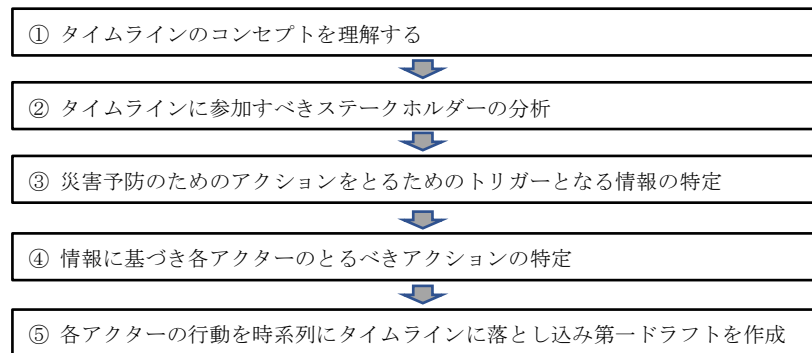 ① タイムラインのコンセプトを理解する
② タイムラインに参加すべきステークホルダーの分析
③ 災害予防のためのアクションをとるためのトリガーとなる情報の特定
④ 情報に基づき各アクターのとるべきアクションの特定
⑤ 各アクターの行動を時系列にタイムラインに落とし込み第一ドラフトを作成